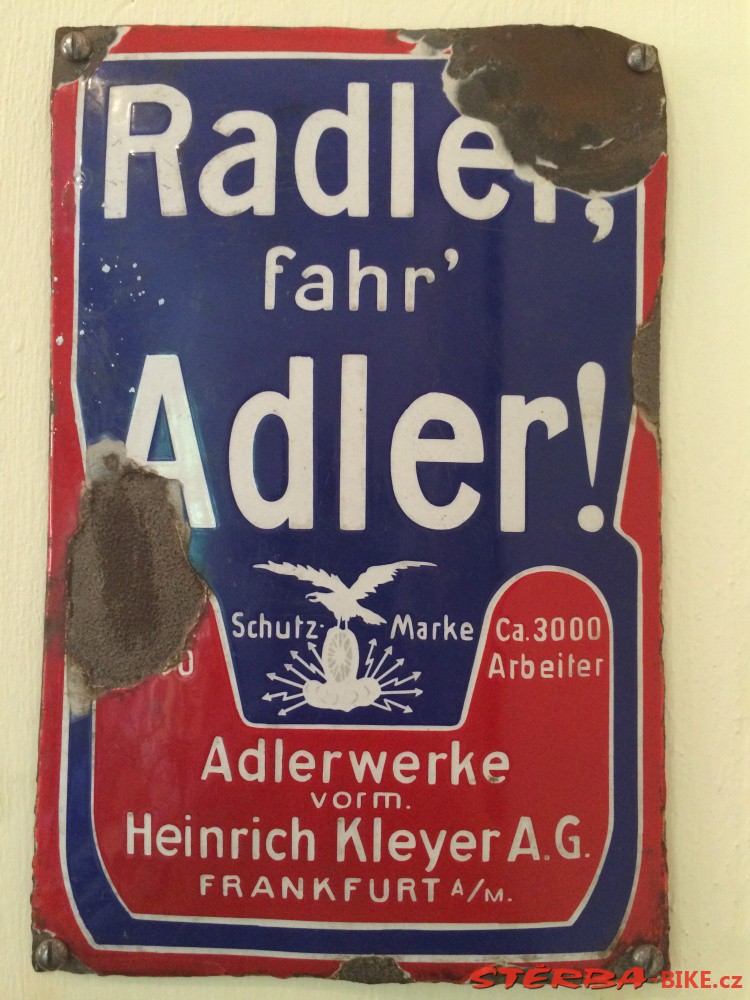 Radler,
fahr'
Adler!
Schutz-Marke
Ca. 3000
Arbeiter
Adlerwerke
vorm.
Heinrich Kleyer A.G.
FRANKFURT A/M.
STERBA-BIKE.cz